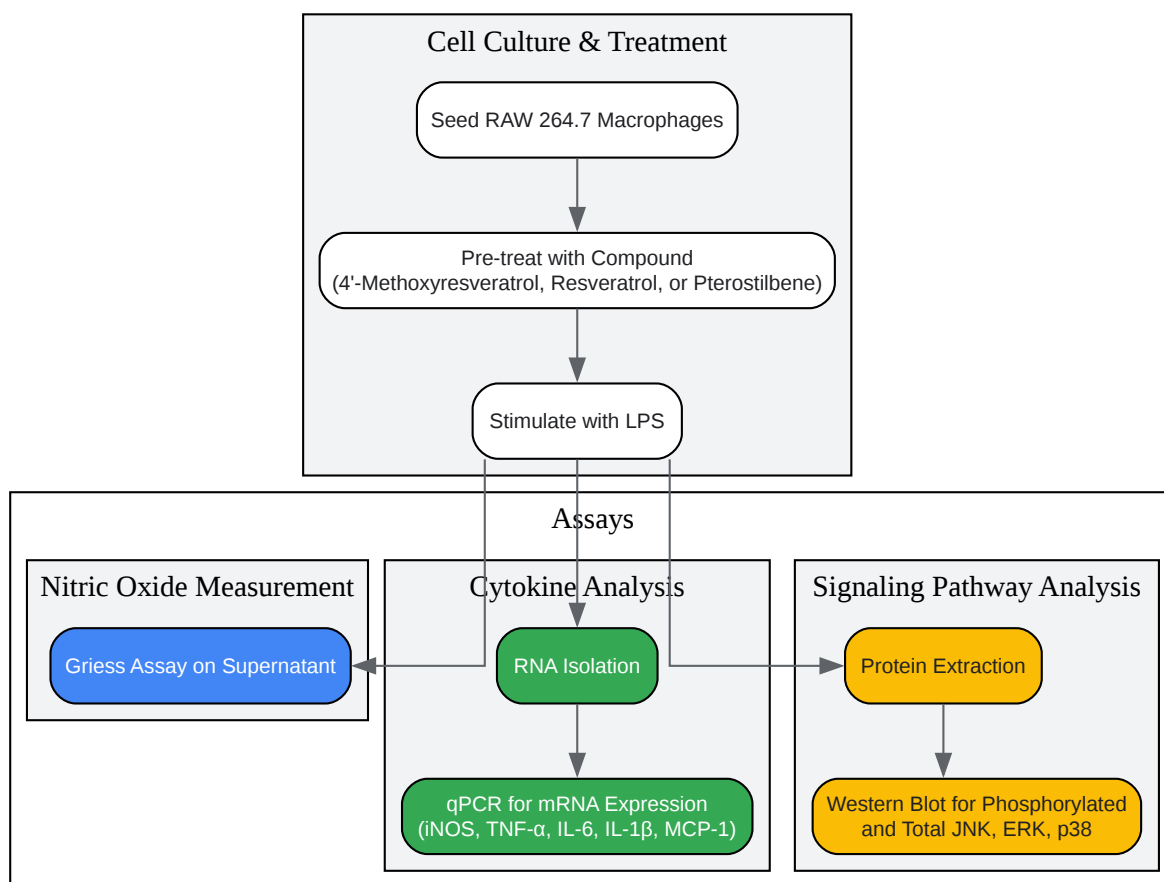 Cell Culture & Treatment
Seed RAW 264.7 Macrophages
Pre-treat with Compound
(4'-Methoxyresveratrol, Resveratrol, or Pterostilbene)
Stimulate with LPS
Assays
Nitric Oxide Measurement
Griess Assay on Supernatant
Cytokine Analysis
RNA Isolation
qPCR for mRNA Expression
(iNOS, TNF-α, IL-6, IL-1β, MCP-1)
Signaling Pathway Analysis
Protein Extraction
Western Blot for Phosphorylated
and Total JNK, ERK, p38